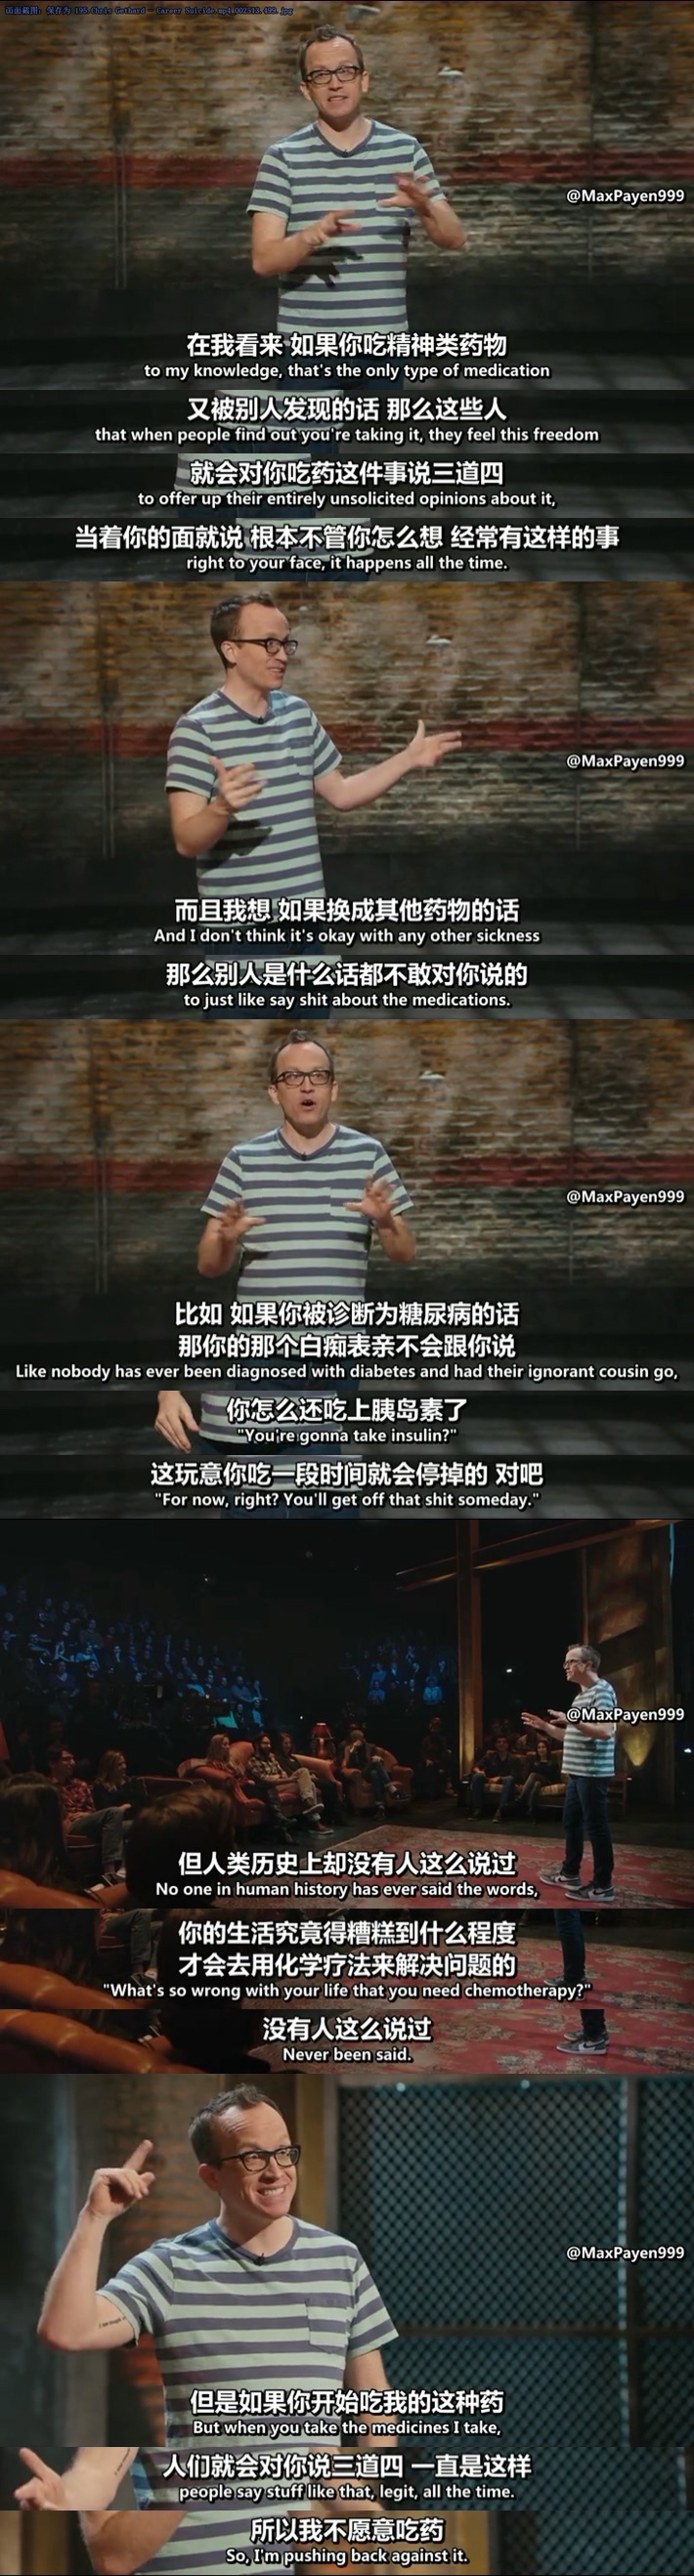 画面截图: 保存为 195.Chris Gethard - Career Suicide.mp4_002813.499.jpg
@MaxPayen999
在我看来 如果你吃精神类药物
to my knowledge, that's the only type of medication
又被别人发现的话 那么这些人
that when people find out you're taking it, they feel this freedom
就会对你吃药这件事说三道四
to offer up their entirely unsolicited opinions about it,
当着你的面就说 根本不管你怎么想 经常有这样的事
right to your face, it happens all the time.
@MaxPayen999
而且我想 如果换成其他药物的话
And I don't think it's okay with any other sickness
那么别人是什么话都不敢对你说的
to just like say shit about the medications.
@MaxPayen999
比如 如果你被诊断为糖尿病的话
那你的那个白痴表亲不会跟你说
Like nobody has ever been diagnosed with diabetes and had their ignorant cousin go,
你怎么还吃上胰岛素了
"You're gonna take insulin?"
这玩意你吃一段时间就会停掉的 对吧
"For now, right? You'll get off that shit someday."
@MaxPayen999
但人类历史上却没有人这么说过
No one in human history has ever said the words,
你的生活究竟得糟糕到什么程度
才会去用化学疗法来解决问题的
"What's so wrong with your life that you need chemotherapy?"
没有人这么说过
Never been said.
@MaxPayen999
但是如果你开始吃我的这种药
But when you take the medicines I take,
人们就会对你说三道四 一直是这样
people say stuff like that, legit, all the time.
所以我不愿意吃药
So, I'm pushing back against it.